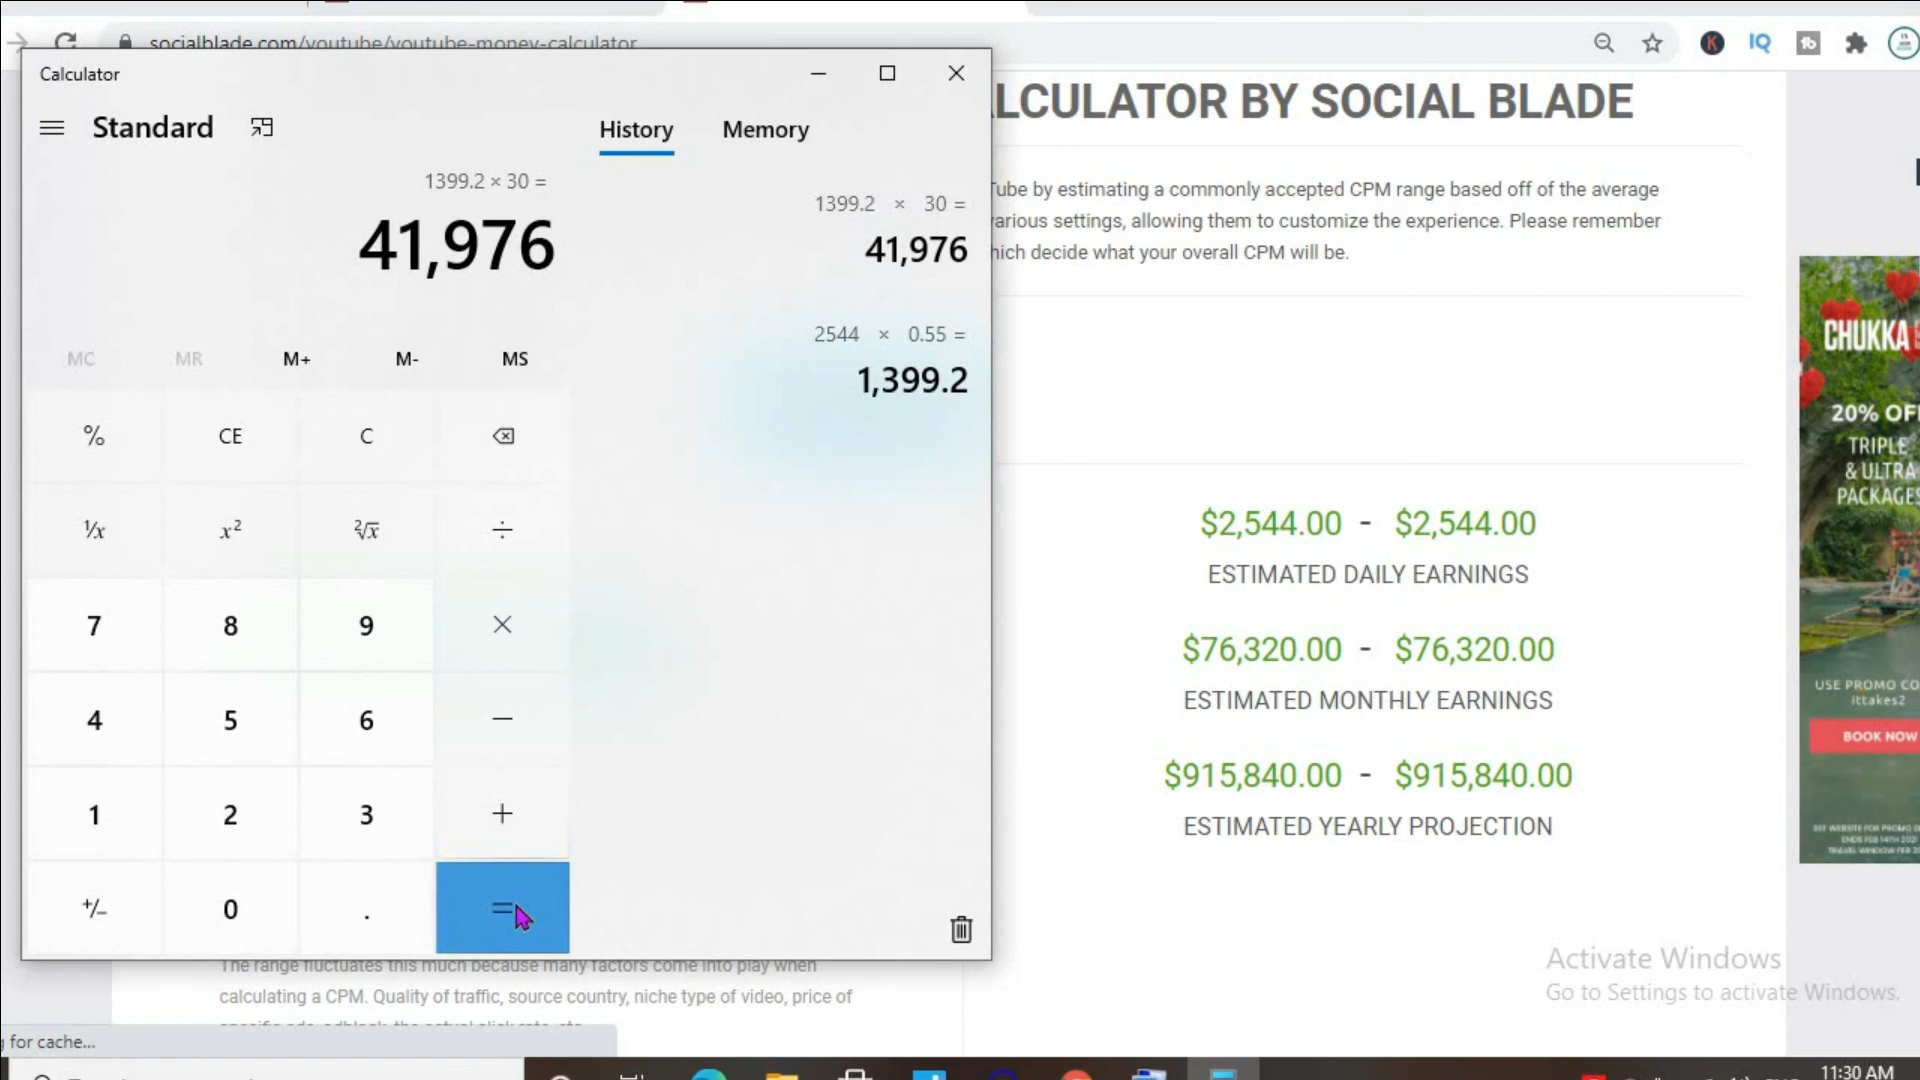 socialblade.com/youtube/youtube-money-calculator
Calculator
Standard
History
Memory
1399.2 × 30 =
41,976
1399.2 × 30 =
41,976
2544 × 0.55 =
1,399.2
MC MR M+ M- MS
% CE C
1/x x² ²√x ÷
7 8 9 ×
4 5 6 −
1 2 3 +
+/− 0 . =
LCULATOR BY SOCIAL BLADE
Tube by estimating a commonly accepted CPM range based off of the average
various settings, allowing them to customize the experience. Please remember
hich decide what your overall CPM will be.
$2,544.00 - $2,544.00
ESTIMATED DAILY EARNINGS
$76,320.00 - $76,320.00
ESTIMATED MONTHLY EARNINGS
$915,840.00 - $915,840.00
ESTIMATED YEARLY PROJECTION
K IQ tb
CHUKKA
20% OFF
TRIPLE
& ULTRA
PACKAGES
USE PROMO CO
ittakes2
BOOK NOW
The range fluctuates this much because many factors come into play when
calculating a CPM. Quality of traffic, source country, niche type of video, price of
g for cache...
Activate Windows
Go to Settings to activate Windows.
11:30 AM